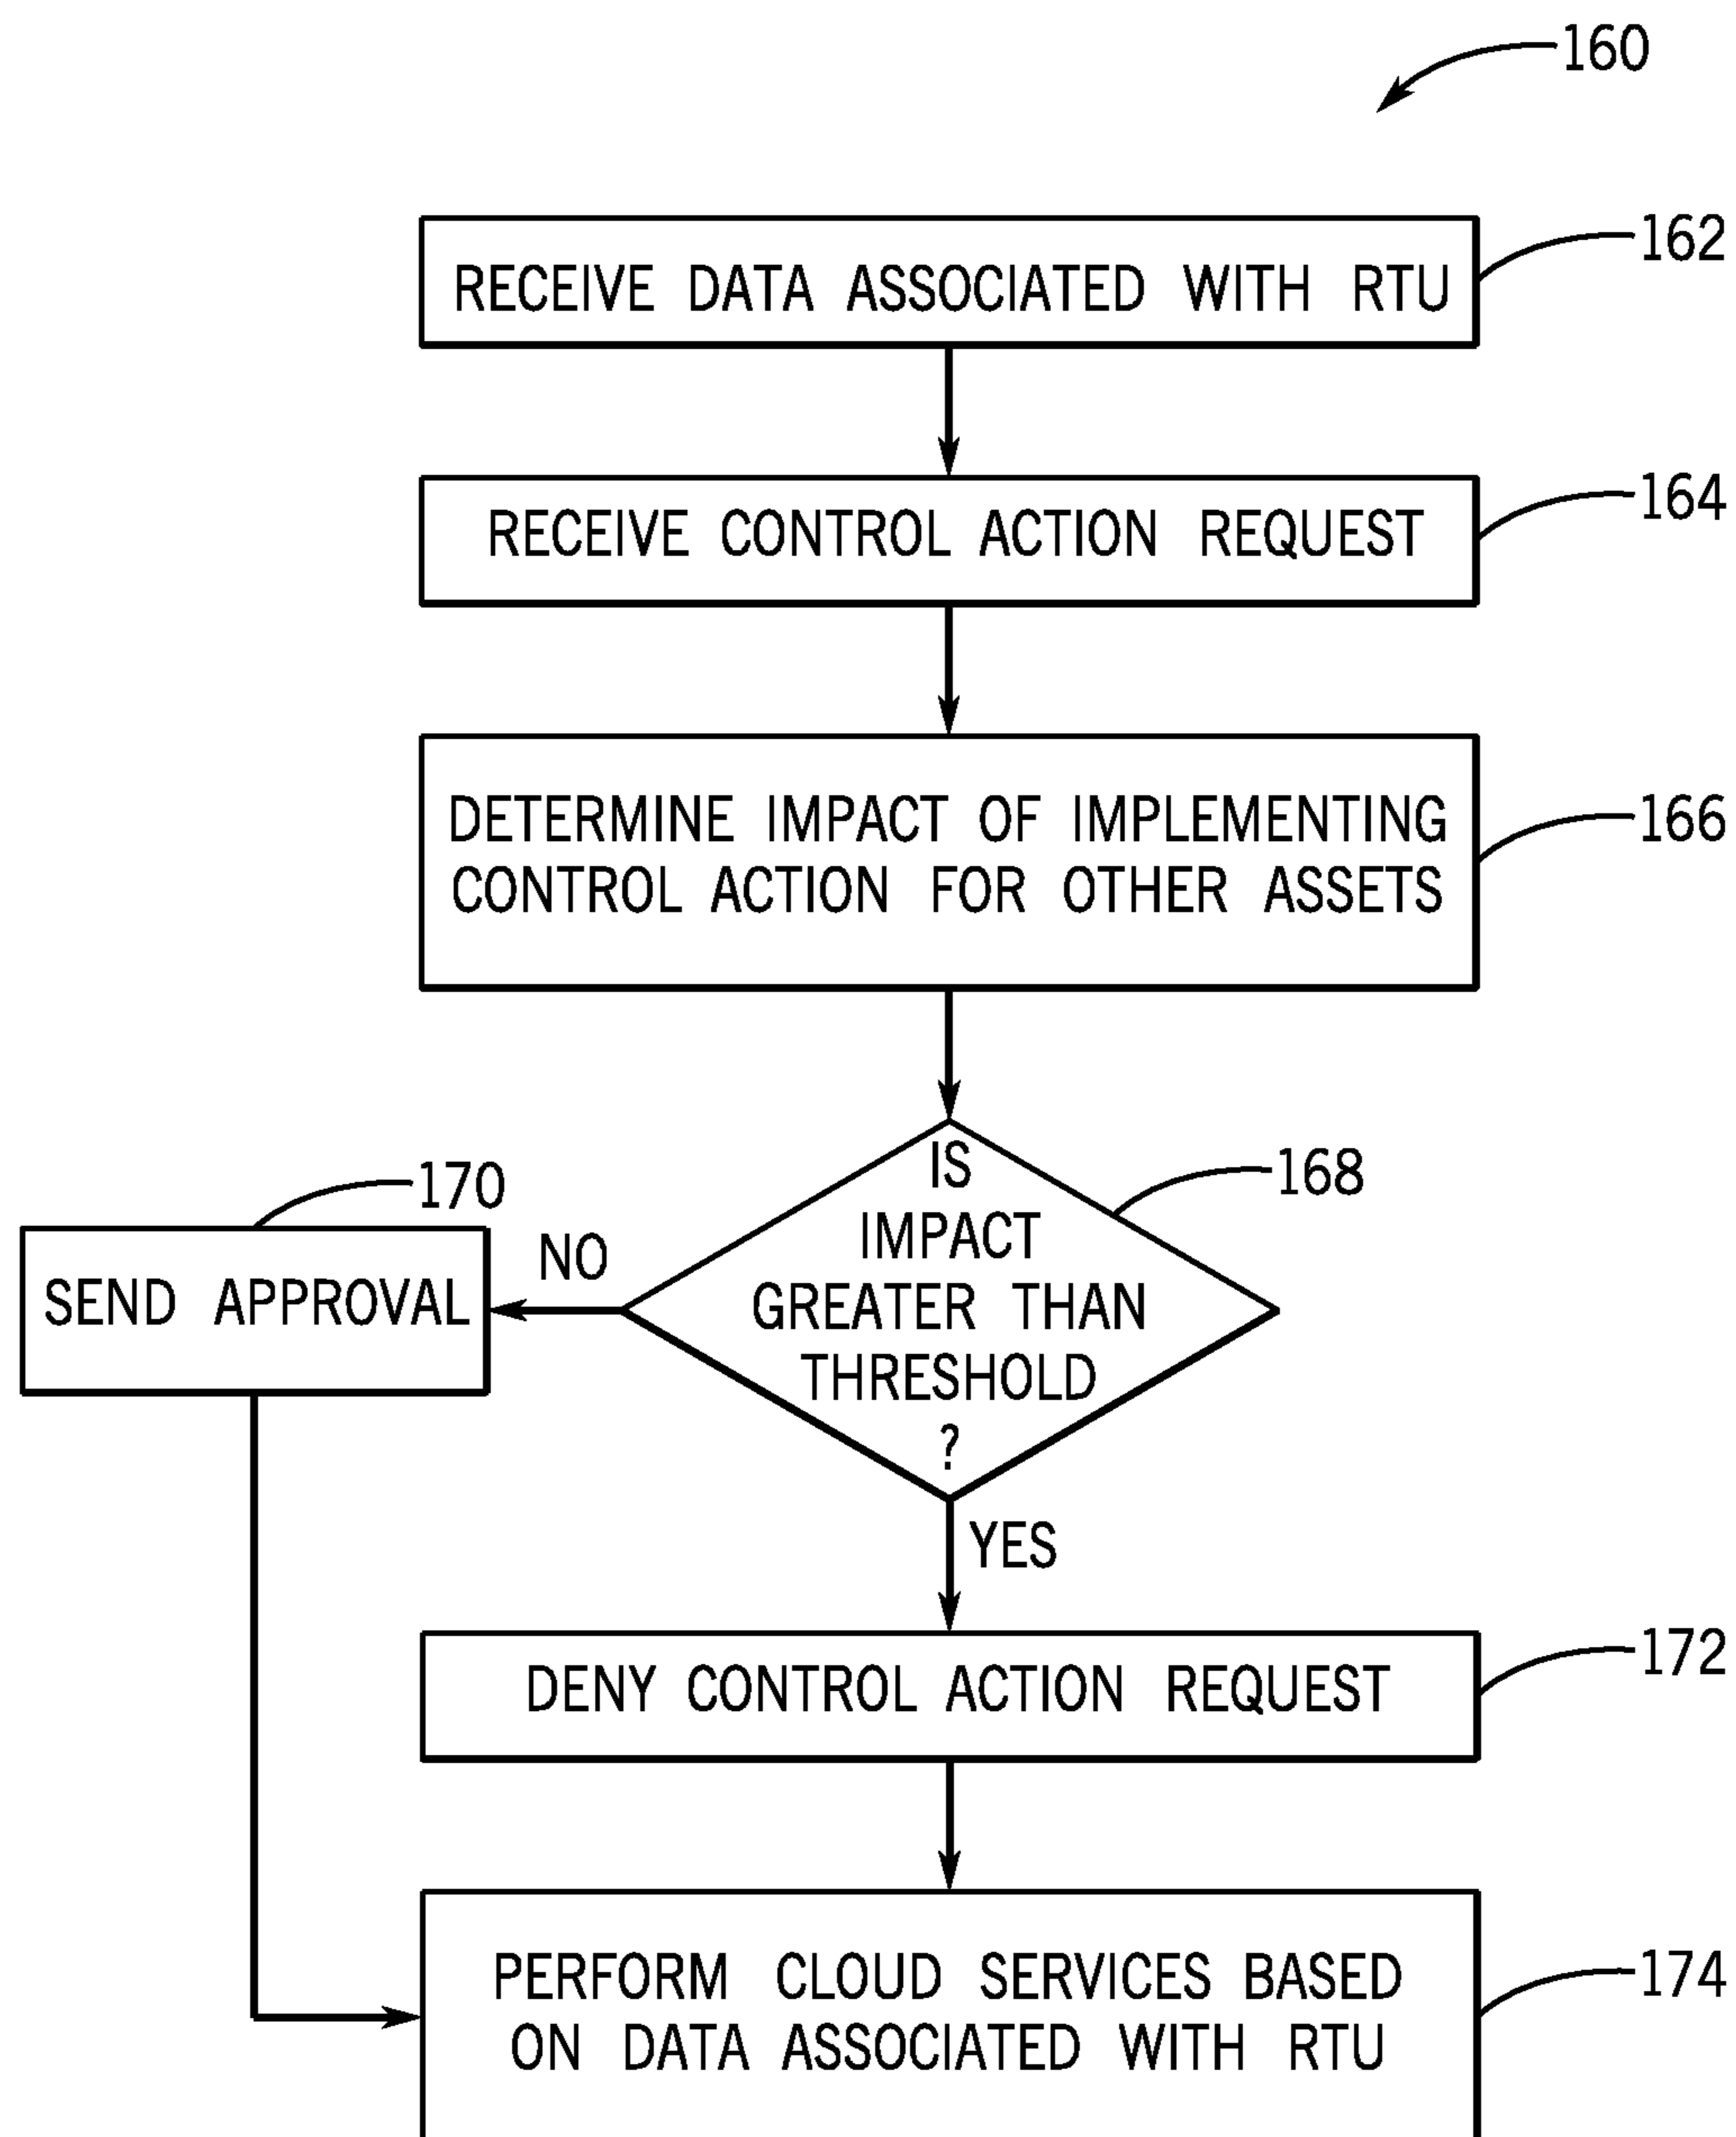 160
RECEIVE DATA ASSOCIATED WITH RTU
162
RECEIVE CONTROL ACTION REQUEST
164
DETERMINE IMPACT OF IMPLEMENTING
CONTROL ACTION FOR OTHER ASSETS
166
IS
IMPACT
GREATER THAN
THRESHOLD
?
168
NO
170
SEND APPROVAL
YES
DENY CONTROL ACTION REQUEST
172
PERFORM CLOUD SERVICES BASED
ON DATA ASSOCIATED WITH RTU
174